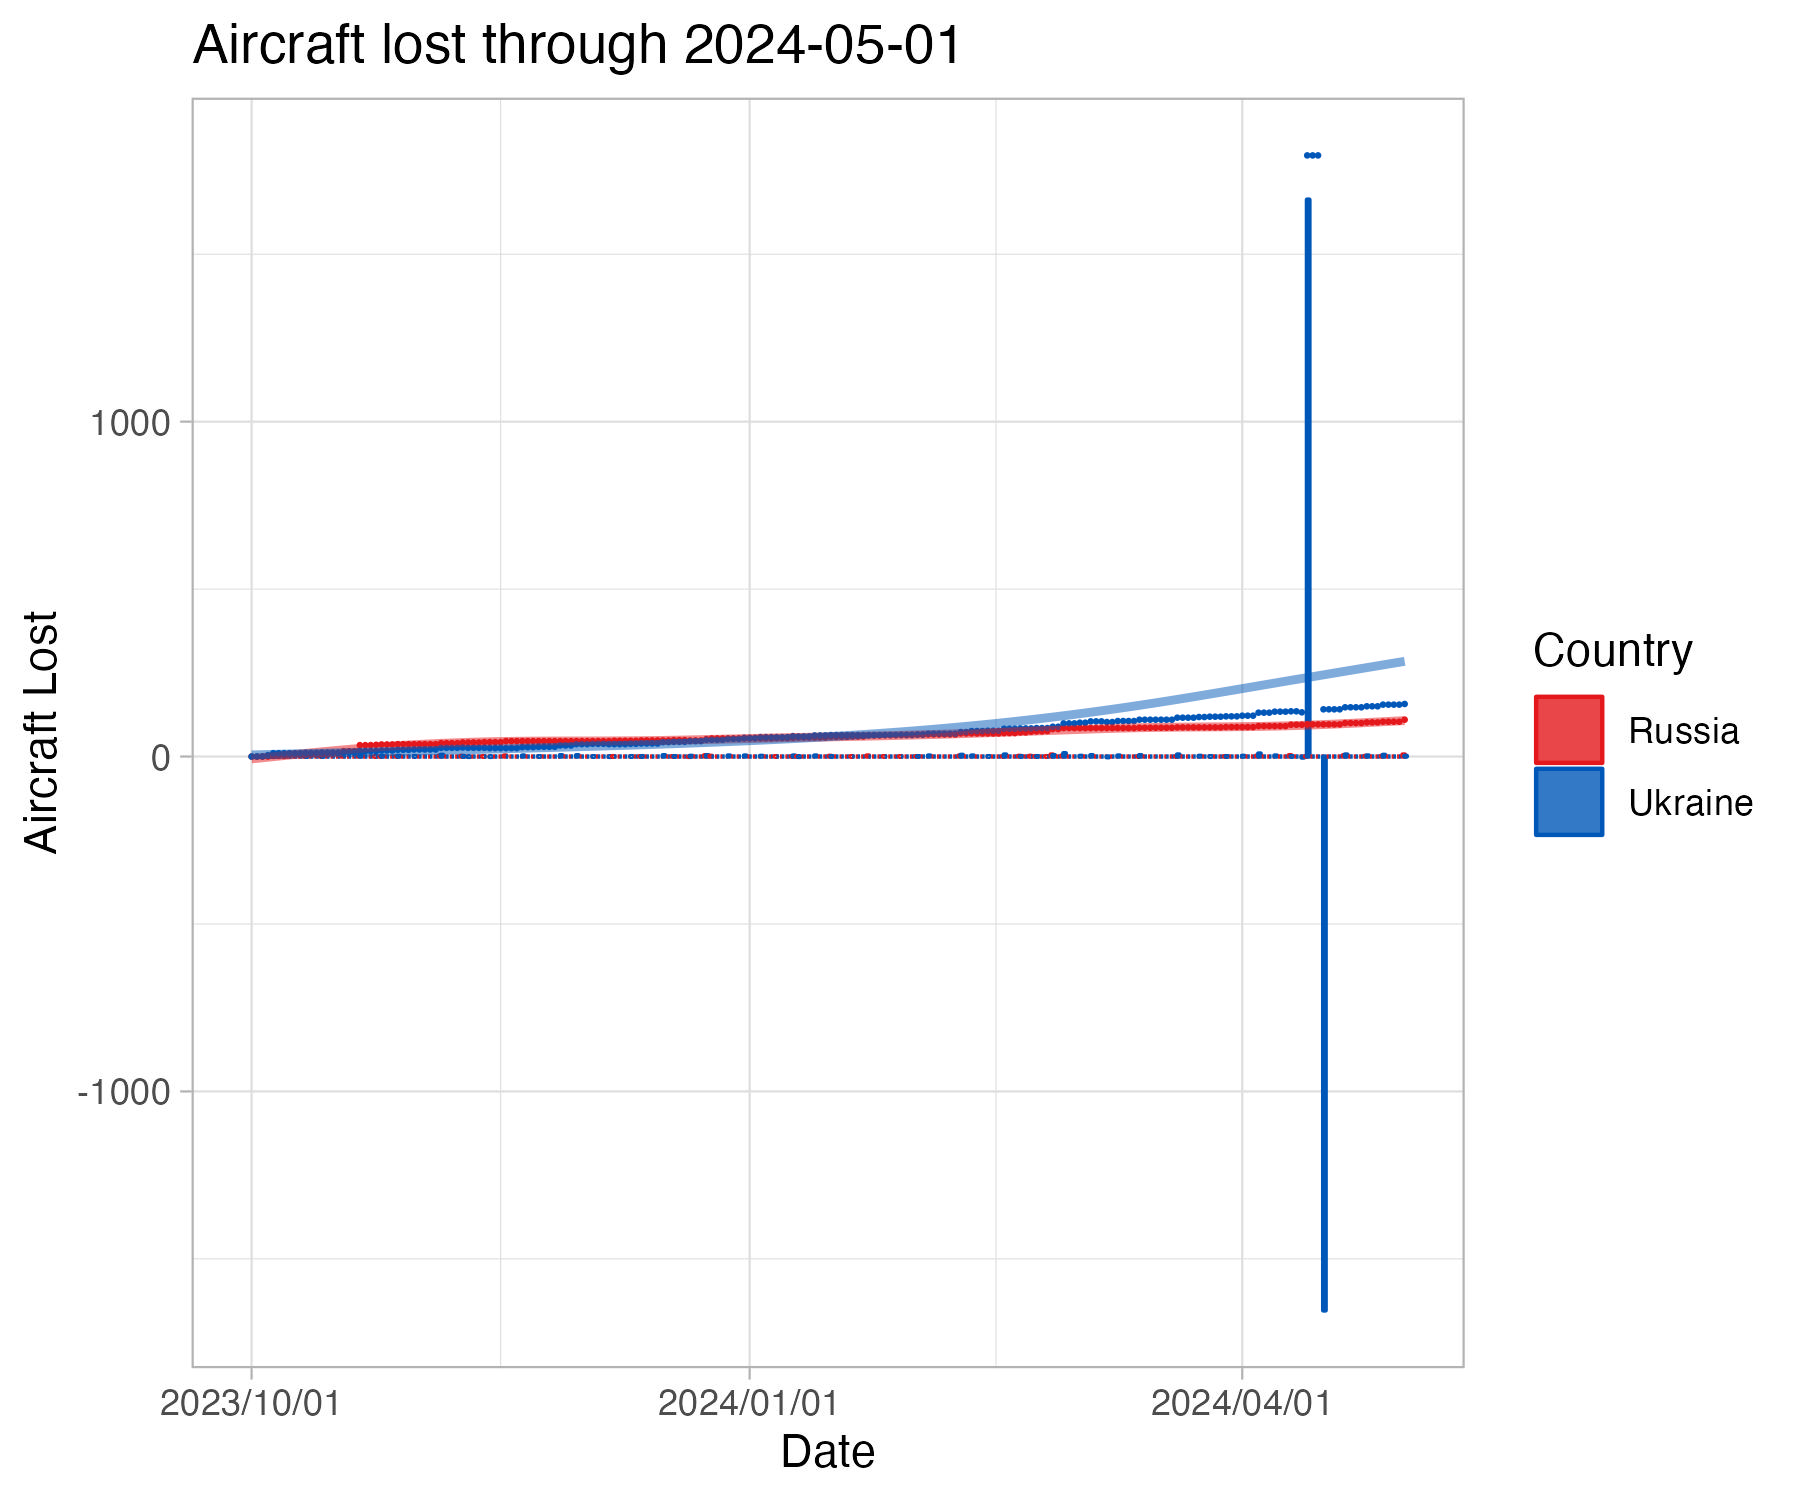 Aircraft lost through 2024-05-01
Aircraft Lost
1000
0
-1000
2023/10/01
2024/01/01
2024/04/01
Date
Country
Russia
Ukraine